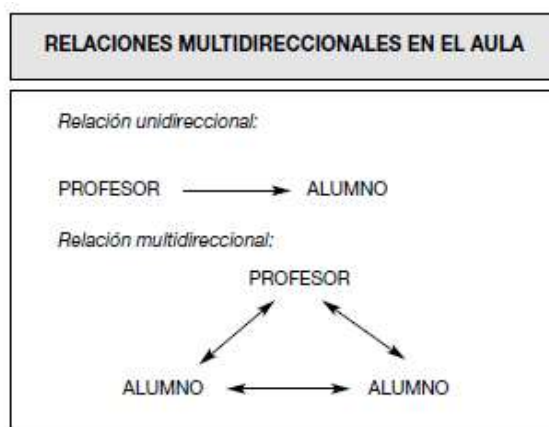 RELACIONES MULTIDIRECCIONALES EN EL AULA
Relación unidireccional:
PROFESOR ALUMNO
Relación multidireccional:
PROFESOR
ALUMNO ALUMNO